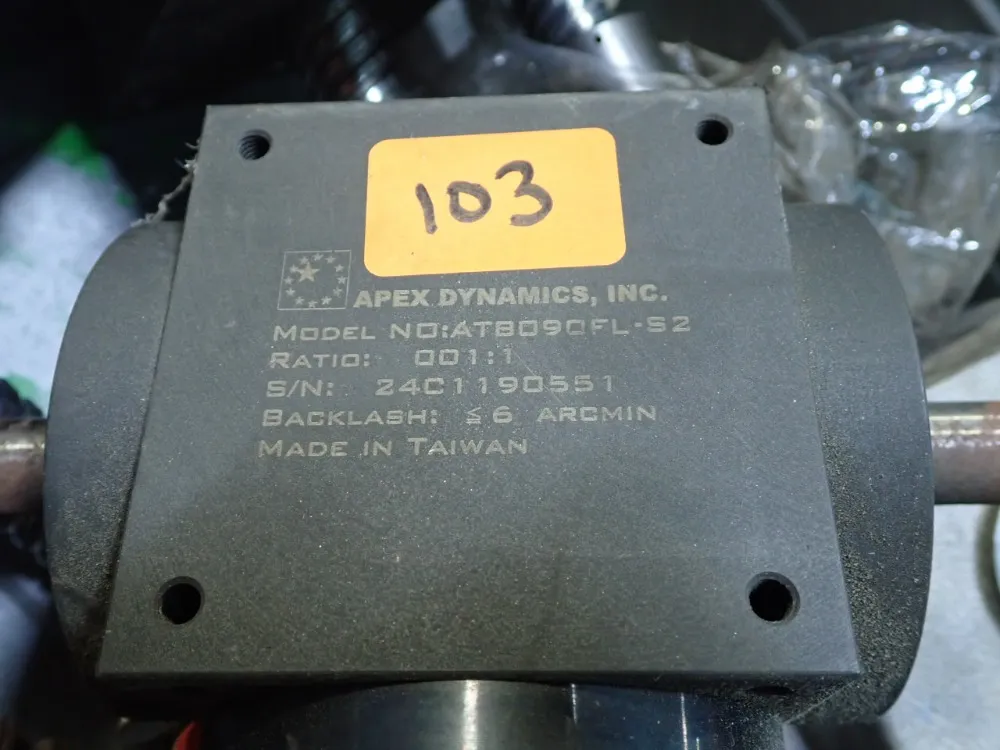 103
APEX DYNAMICS, INC.
MODEL NO:ATB090FL-S2
RATIO: 001:1
S/N: 24C1190551
BACKLASH: ≦6 ARCMIN
MADE IN TAIWAN